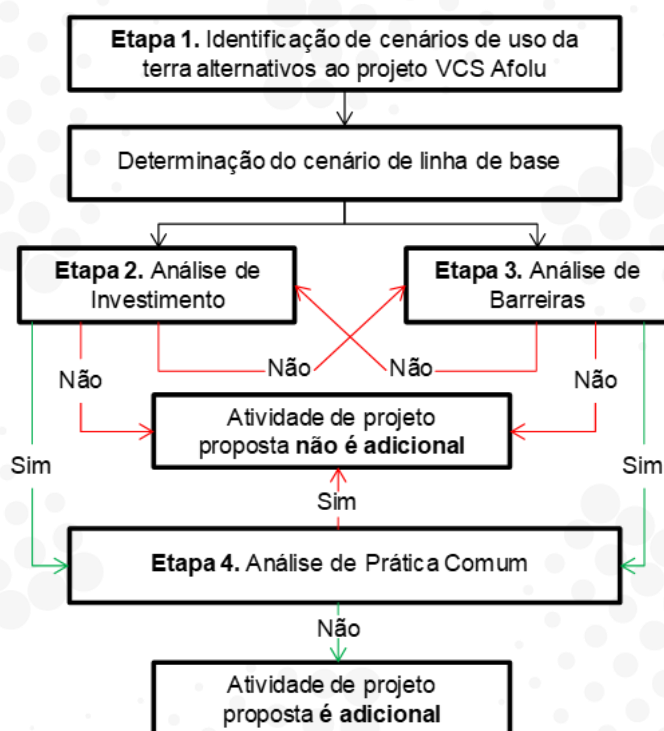 Etapa 1. Identificação de cenários de uso da
terra alternativos ao projeto VCS Afolu
Determinação do cenário de linha de base
Etapa 2. Análise de
Investimento
Etapa 3. Análise de
Barreiras
Não
Não
Não
Não
Atividade de projeto
proposta não é adicional
Sim
Sim
Sim
Etapa 4. Análise de Prática Comum
Não
Atividade de projeto
proposta é adicional